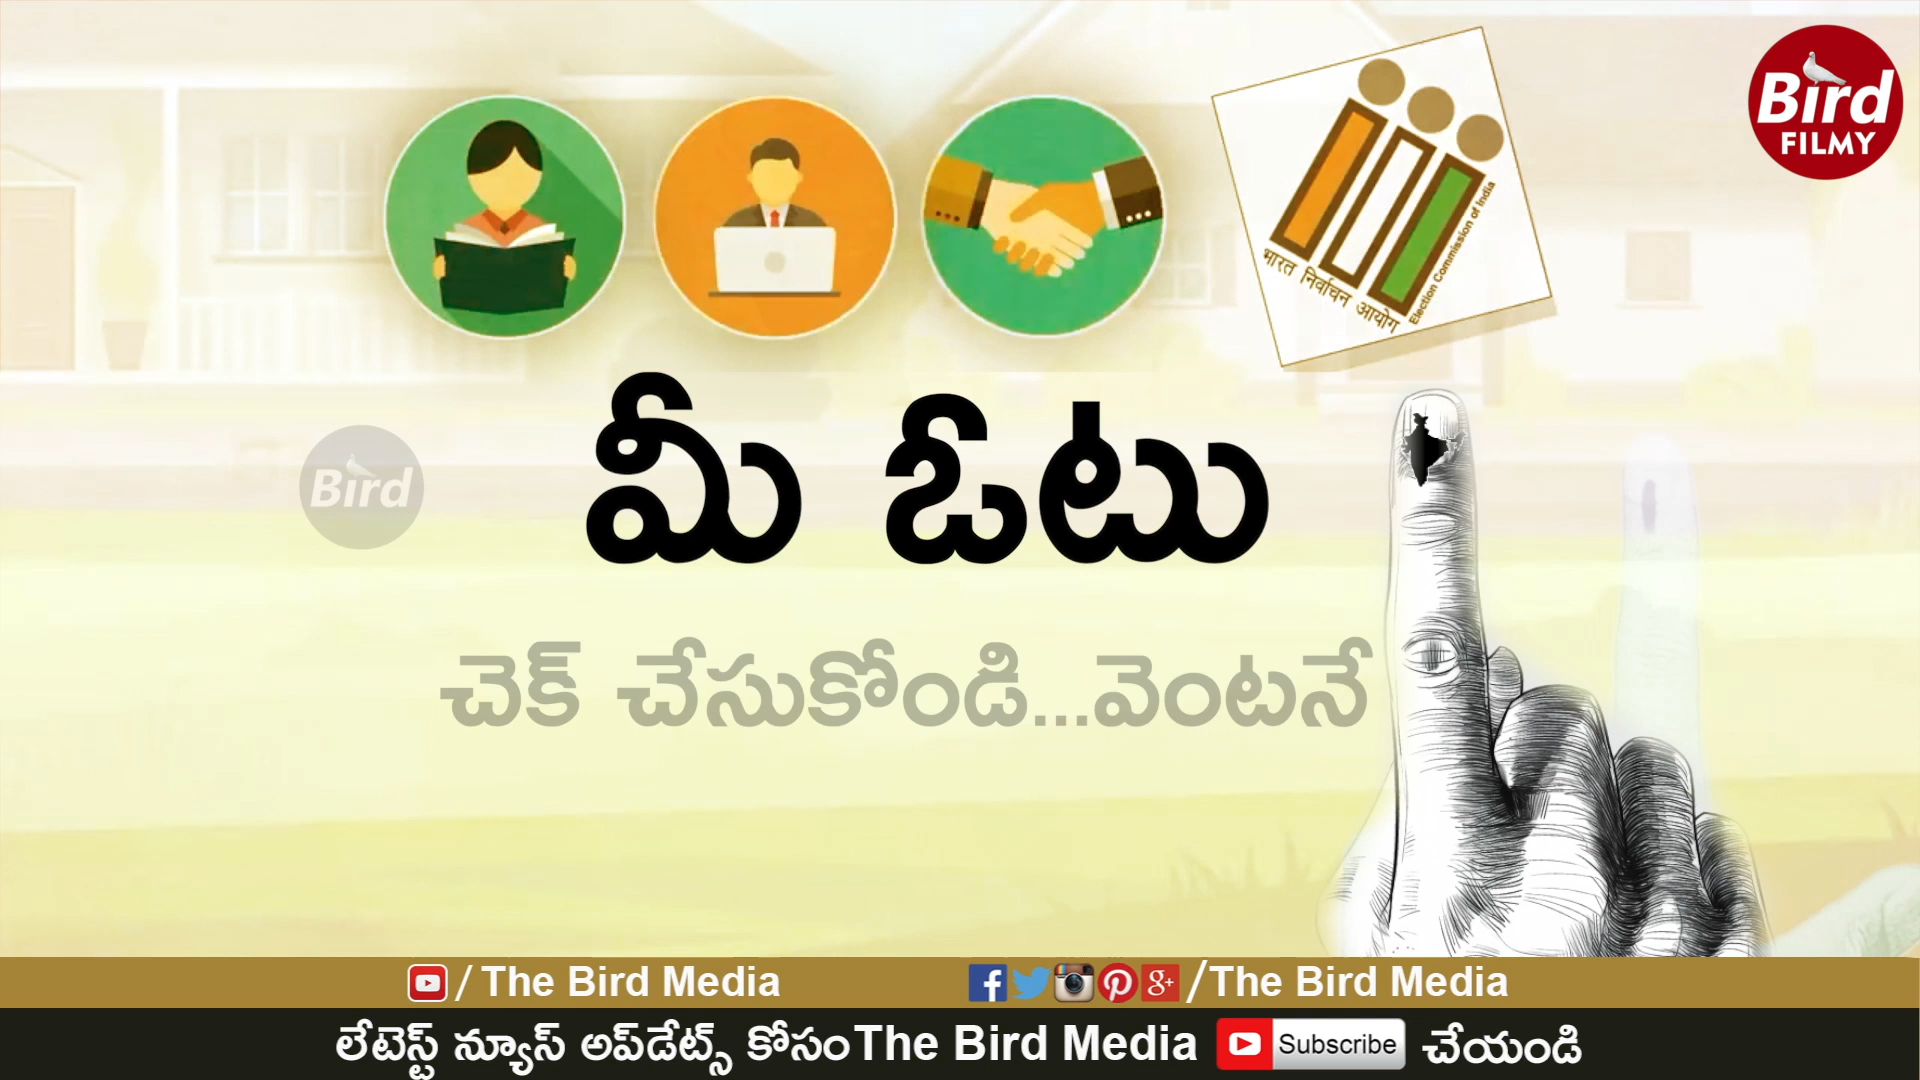 Bird
FILMY
भारत निर्वाचन आयोग
Election Commission of India
మీ ఓటు
Bird
చెక్ చేసుకోండి...వెంటనే
/ The Bird Media
/The Bird Media
లేటెస్ట్ న్యూస్ అప్‌డేట్స్ కోసం The Bird Media Subscribe చేయండి